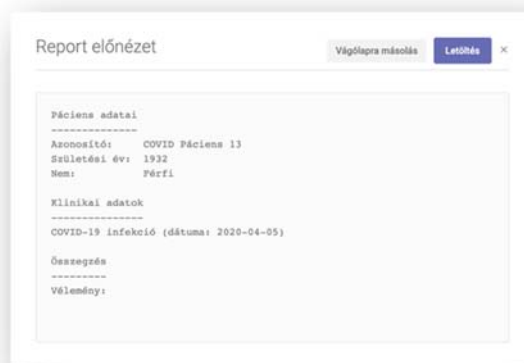 Report előnézet
Vágólapra másolás
Letöltés
×
Páciens adatai
--------------
Azonosító: COVID Páciens 13
Születési év: 1932
Nem: Férfi
Klinikai adatok
---------------
COVID-19 infekció (dátuma: 2020-04-05)
Összegzés
---------
Vélemény: